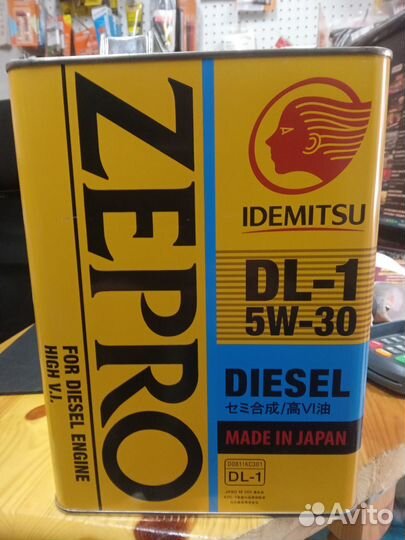 ZEPRO
FOR DIESEL ENGINE
HIGH V.I.
IDEMITSU
DL-1
5W-30
DIESEL
セミ合成/高VI油
MADE IN JAPAN
D0811KC301
DL-1
Avito